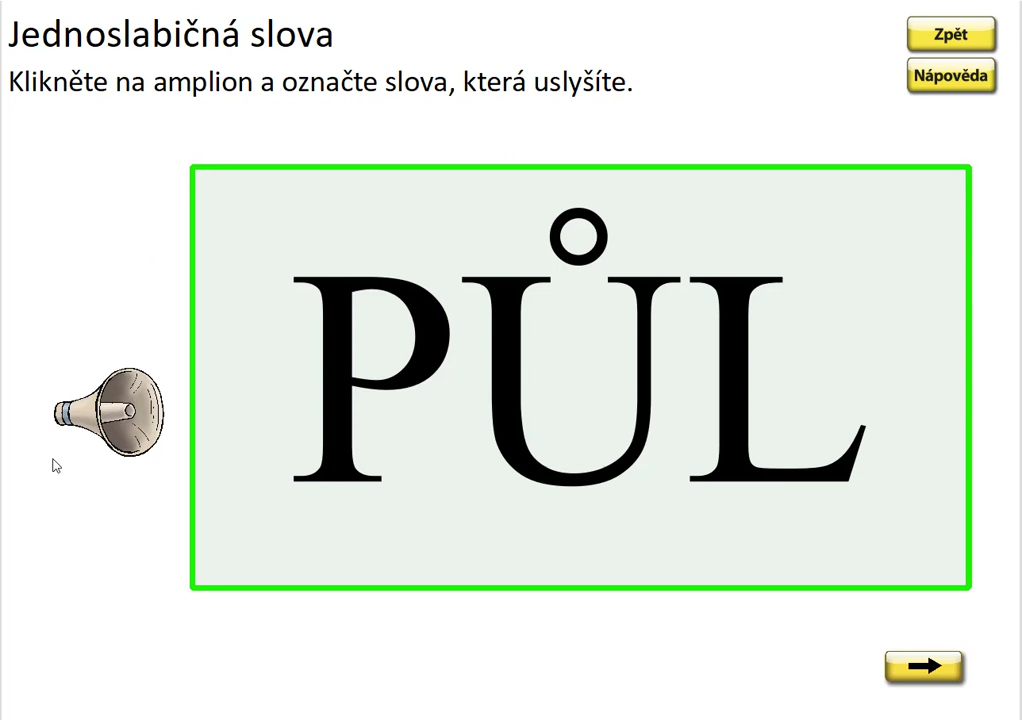 Jednoslabičná slova
Zpět
Klikněte na amplion a označte slova, která uslyšíte.
Nápověda
PŮL